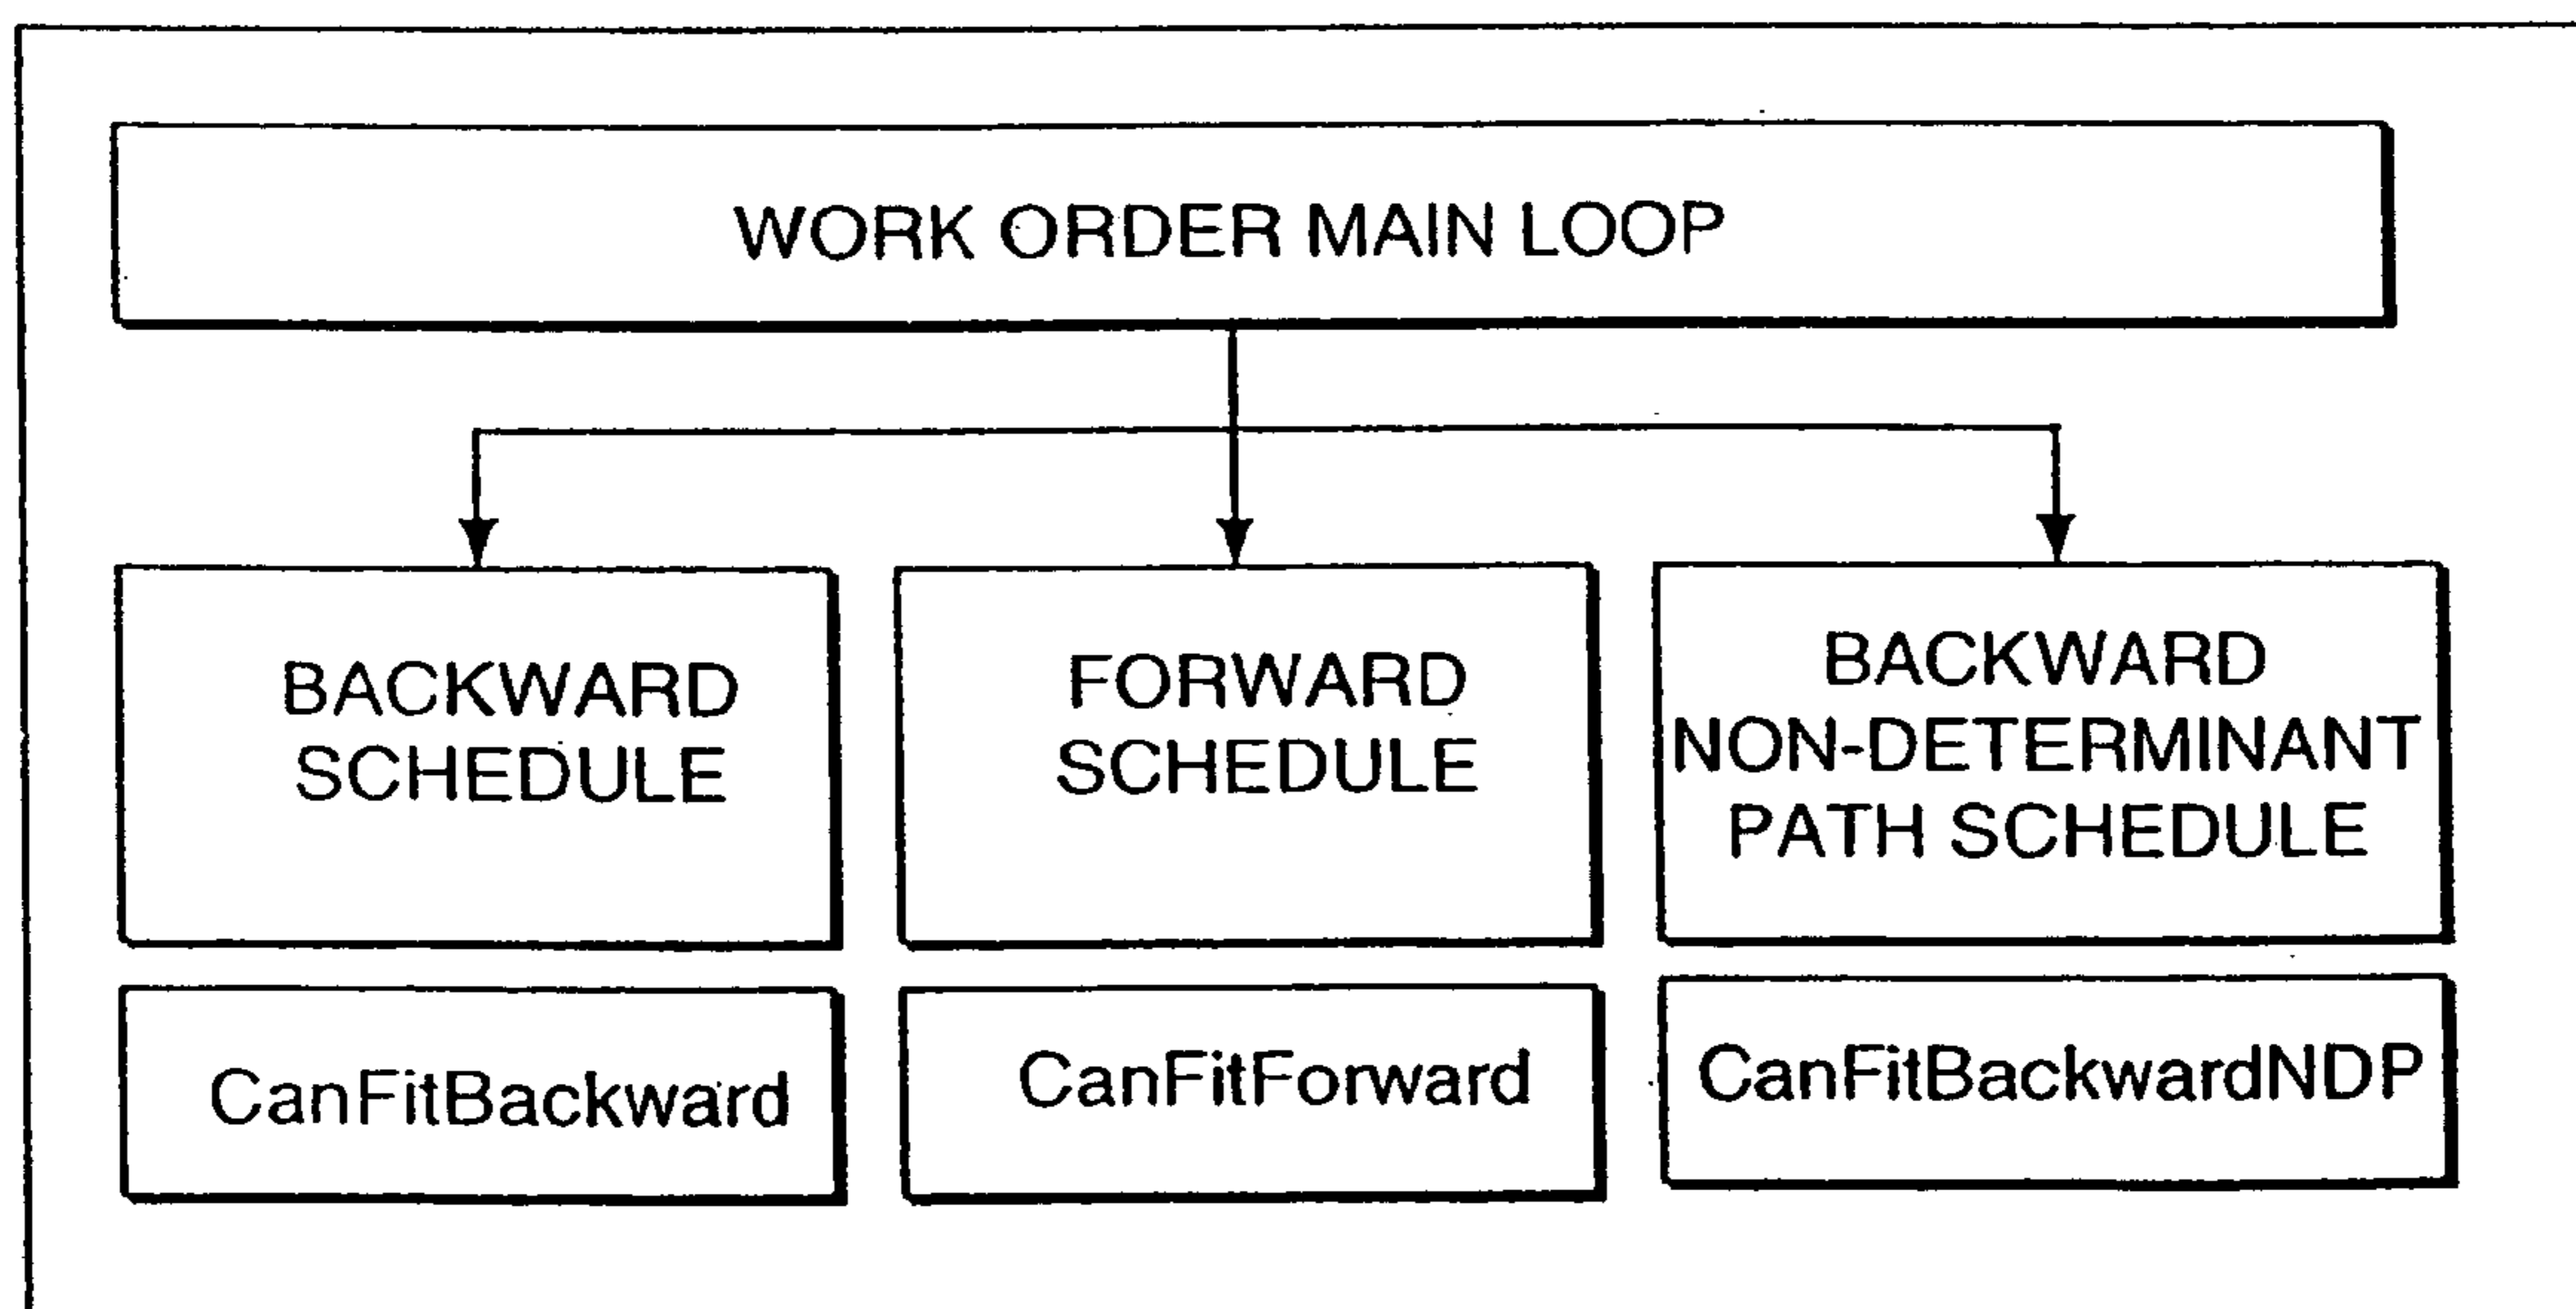 WORK ORDER MAIN LOOP
BACKWARD
SCHEDULE
FORWARD
SCHEDULE
BACKWARD
NON-DETERMINANT
PATH SCHEDULE
CanFitBackward
CanFitForward
CanFitBackwardNDP